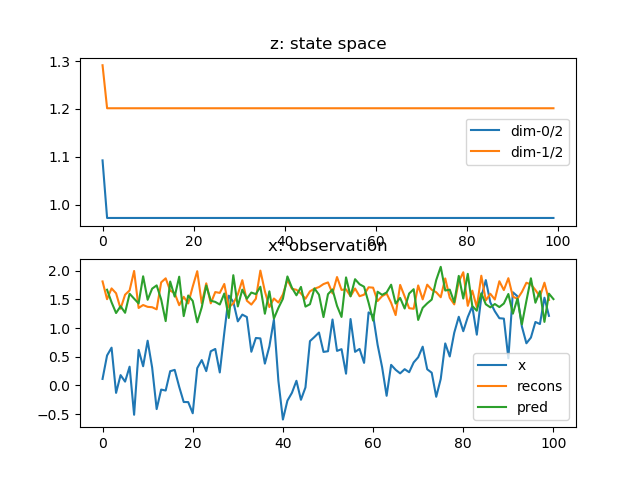 z: state space
1.3
1.2
1.1
1.0
dim-0/2
dim-1/2
0 20 40 60 80 100
x: observation
2.0
1.5
1.0
0.5
0.0
−0.5
x
recons
pred
0 20 40 60 80 100